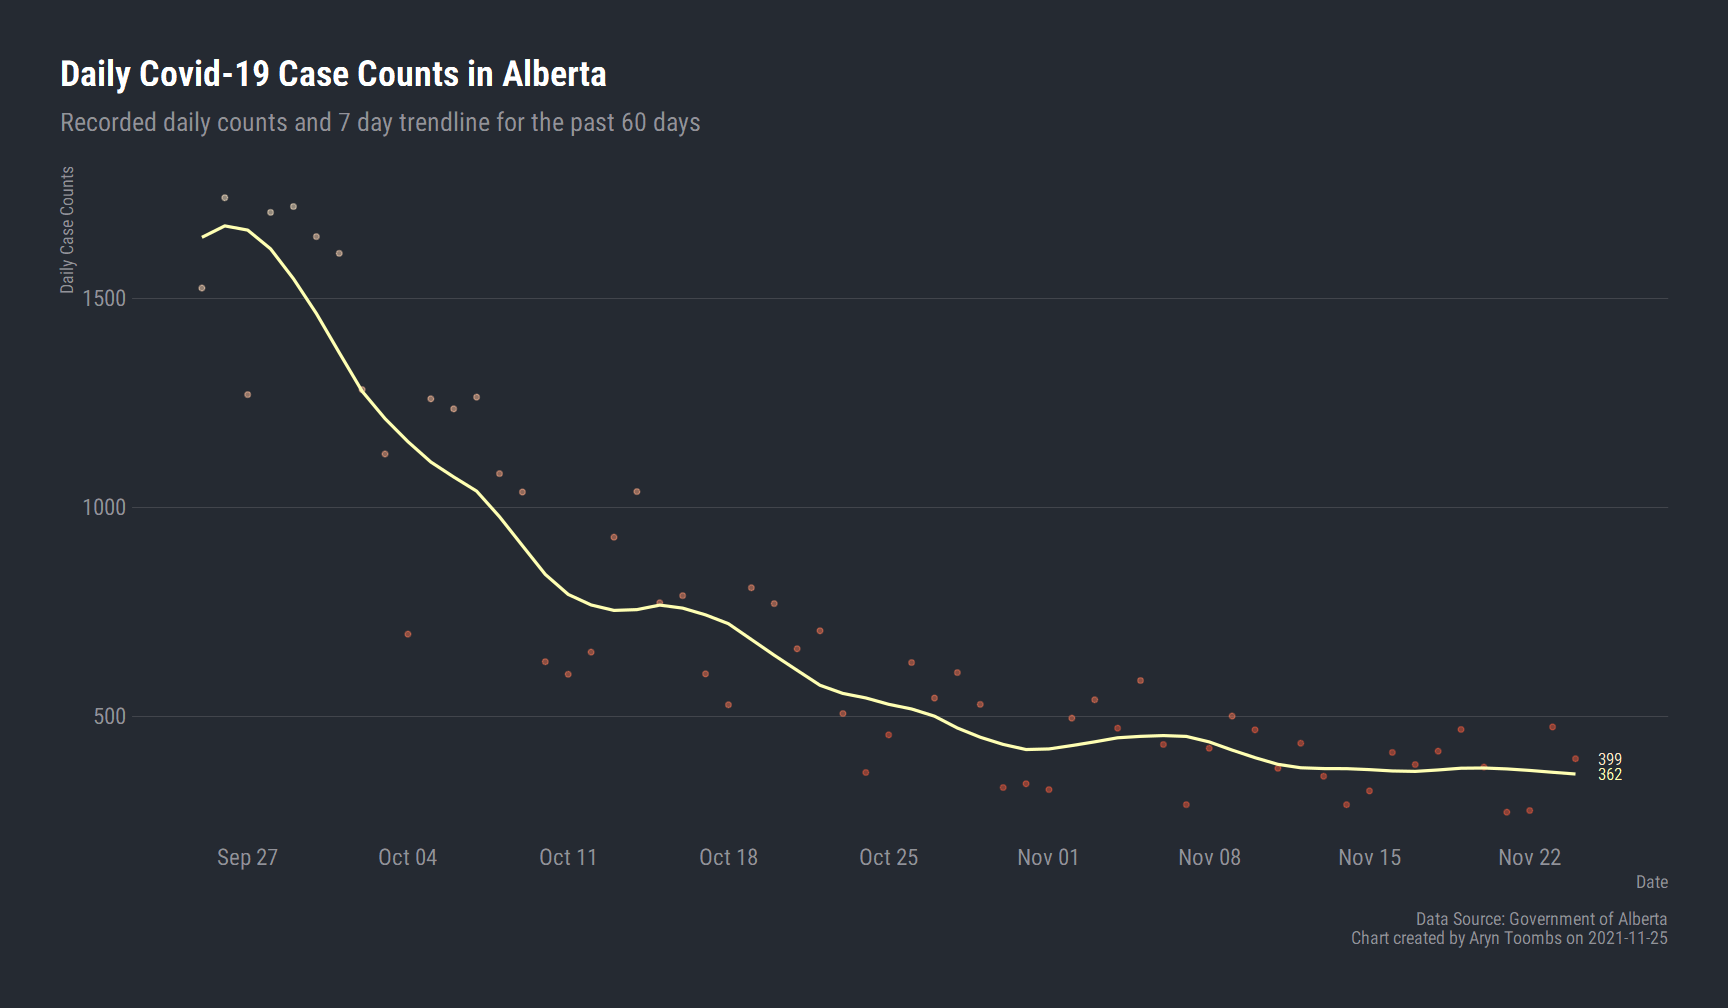 Daily Covid-19 Case Counts in Alberta
Recorded daily counts and 7 day trendline for the past 60 days
Daily Case Counts
1500
1000
500
399
362
Sep 27
Oct 04
Oct 11
Oct 18
Oct 25
Nov 01
Nov 08
Nov 15
Nov 22
Date
Data Source: Government of Alberta
Chart created by Aryn Toombs on 2021-11-25